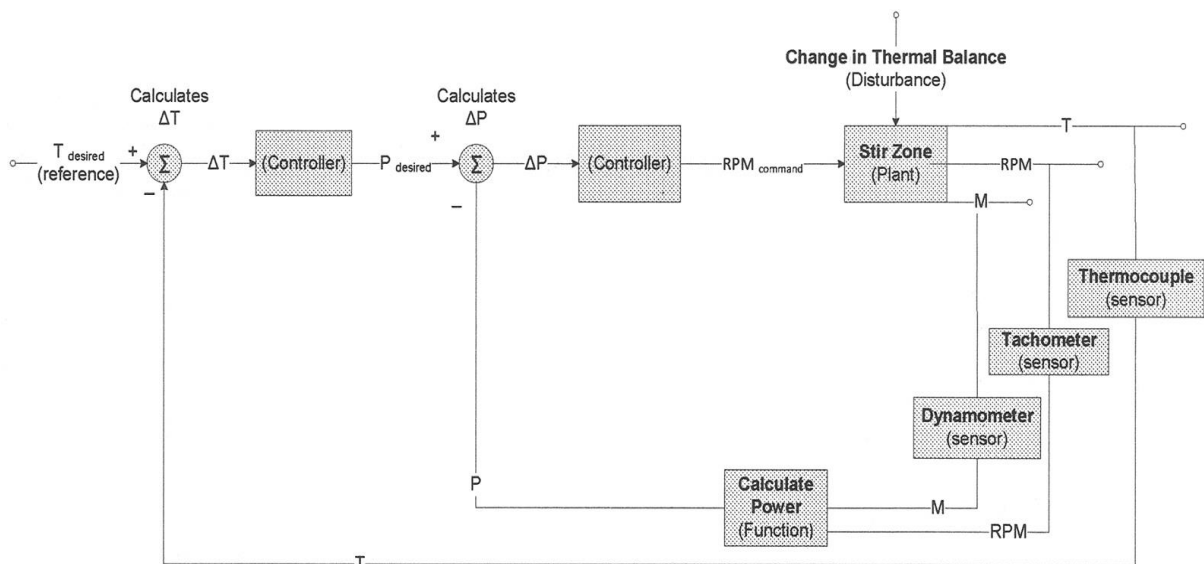 Change in Thermal Balance
(Disturbance)
Calculates
ΔT
Calculates
ΔP
T desired
(reference)
+
−
Σ
ΔT
(Controller)
P desired
+
−
Σ
ΔP
(Controller)
RPM command
Stir Zone
(Plant)
T
RPM
M
Thermocouple
(sensor)
Tachometer
(sensor)
Dynamometer
(sensor)
P
Calculate
Power
(Function)
M
RPM
T